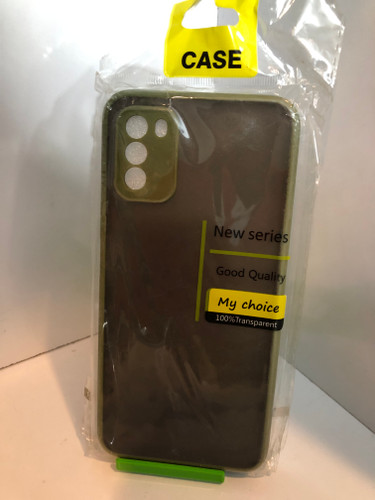 CASE
New series
Good Quality
My choice
100%Transparent